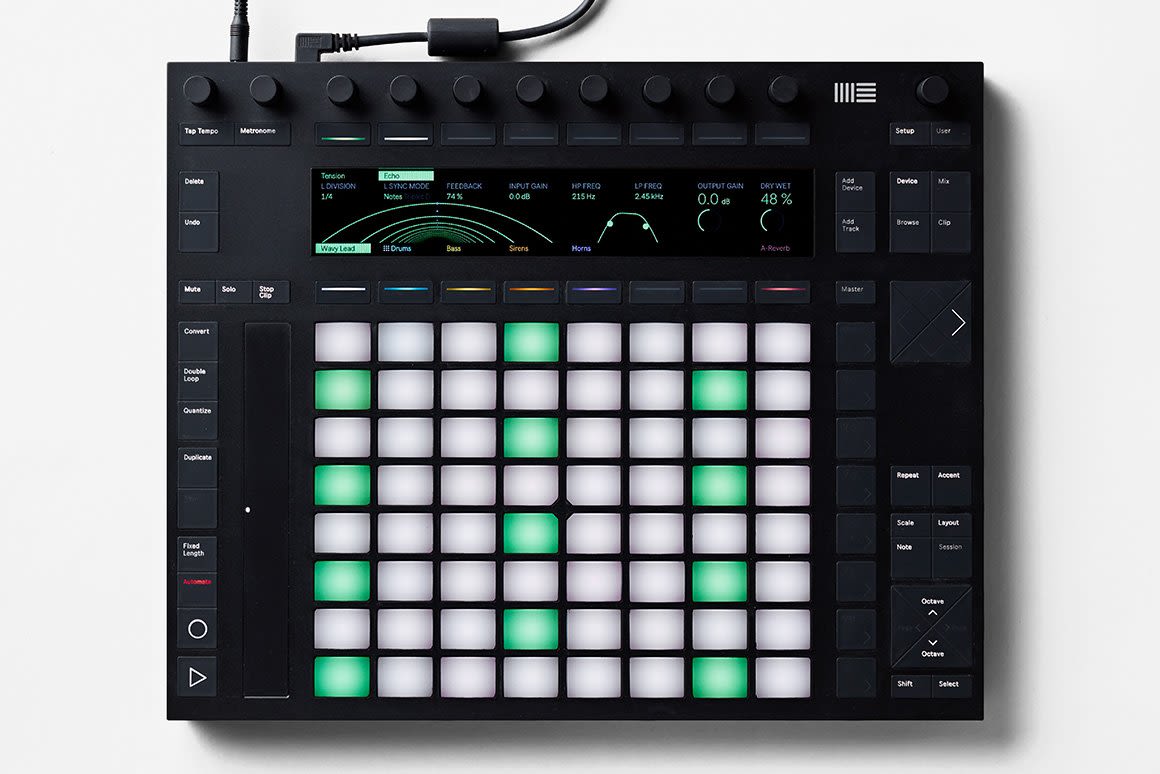 Tap Tempo
Metronome
Setup
User
Delete
Undo
Tension
Echo
L DIVISION
L SYNC MODE
FEEDBACK
INPUT GAIN
HP FREQ
LP FREQ
OUTPUT GAIN
DRY WET
1/4
Notes
74 %
0.0 dB
215 Hz
2.45 kHz
0.0 dB
48 %
Wavy Lead
Drums
Bass
Sirens
Horns
A-Reverb
Add
Device
Add
Track
Device
Mix
Browse
Clip
Mute
Solo
Stop
Clip
Master
Convert
Double
Loop
Quantize
Duplicate
Fixed
Length
Automate
Repeat
Accent
Scale
Layout
Note
Session
Octave
Octave
Shift
Select